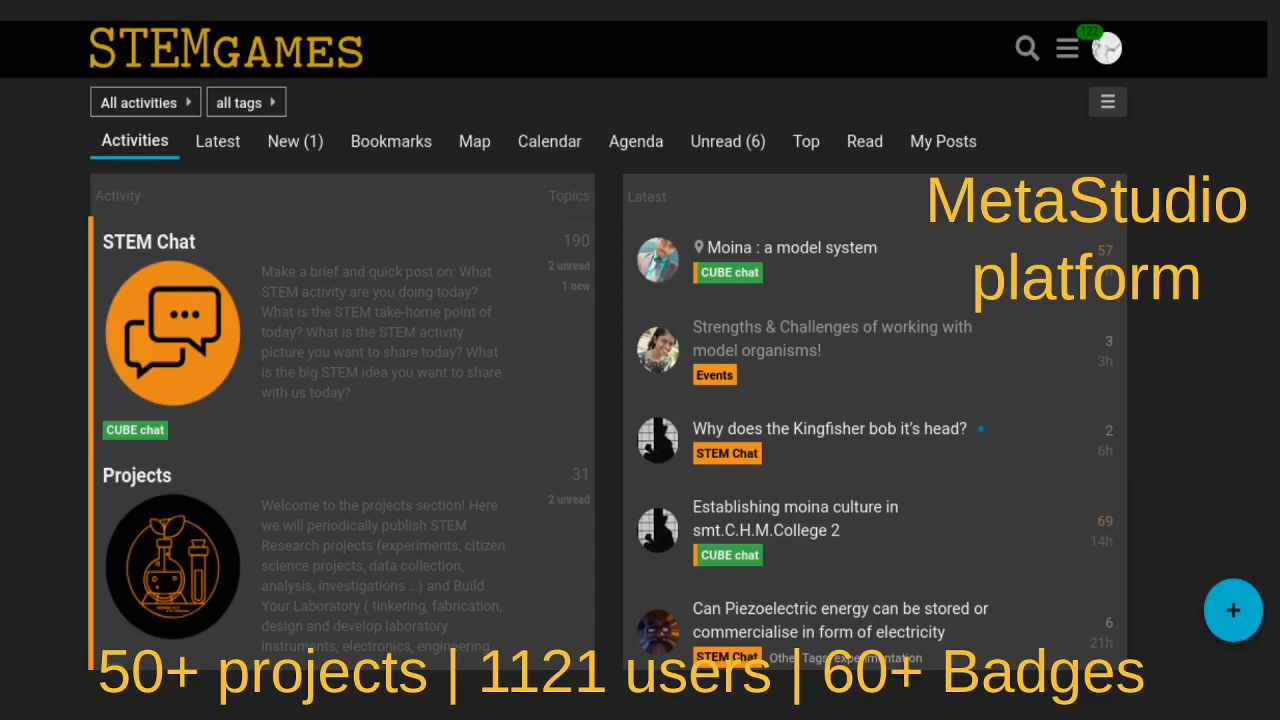 STEMGAMES
122
All activities
all tags
Activities Latest New (1) Bookmarks Map Calendar Agenda Unread (6) Top Read My Posts
Activity Topics
STEM Chat 190
2 unread
1 new
Make a brief and quick post on: What
STEM activity are you doing today?
What is the STEM take-home point of
today? What is the STEM activity
picture you want to share today? What
is the big STEM idea you want to share
with us today?
CUBE chat
Projects 31
2 unread
Welcome to the projects section! Here
we will periodically publish STEM
Research projects (experiments, citizen
science projects, data collection,
analysis, investigations ...) and Build
Your Laboratory ( tinkering, fabrication,
design and develop laboratory
instruments, electronics, engineering,
Latest
MetaStudio
platform
Moina : a model system 57
CUBE chat
Strengths & Challenges of working with
model organisms!
Events
3
3h
Why does the Kingfisher bob it's head? 2
STEM Chat 6h
Establishing moina culture in
smt.C.H.M.College 2
CUBE chat
69
14h
Can Piezoelectric energy can be stored or
commercialise in form of electricity
6
21h
STEM Chat Other Tags experimentation
50+ projects | 1121 users | 60+ Badges